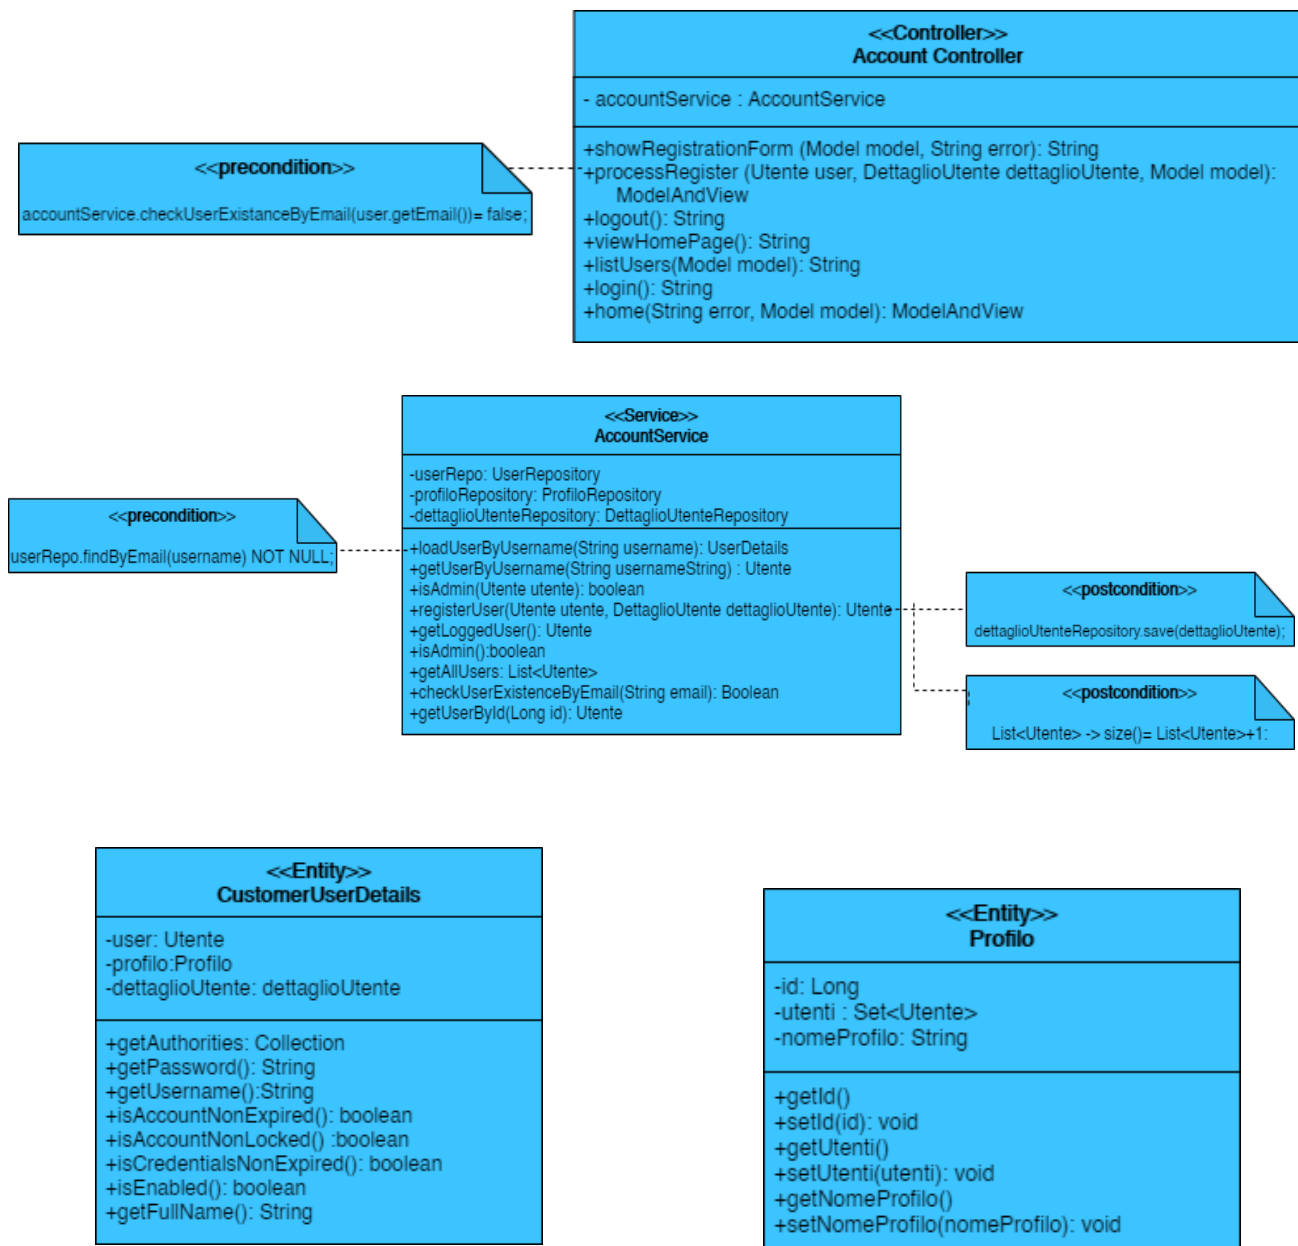 <<Controller>>
Account Controller
- accountService : AccountService
+showRegistrationForm (Model model, String error): String
+processRegister (Utente user, DettaglioUtente dettaglioUtente, Model model):
ModelAndView
+logout(): String
+viewHomePage(): String
+listUsers(Model model): String
+login(): String
+home(String error, Model model): ModelAndView
<<precondition>>
accountService.checkUserExistanceByEmail(user.getEmail())= false;
<<Service>>
AccountService
-userRepo: UserRepository
-profiloRepository: ProfiloRepository
-dettaglioUtenteRepository: DettaglioUtenteRepository
+loadUserByUsername(String username): UserDetails
+getUserByUsername(String usernameString) : Utente
+isAdmin(Utente utente): boolean
+registerUser(Utente utente, DettaglioUtente dettaglioUtente): Utente
+getLoggedUser(): Utente
+isAdmin():boolean
+getAllUsers: List<Utente>
+checkUserExistenceByEmail(String email): Boolean
+getUserById(Long id): Utente
<<precondition>>
userRepo.findByEmail(username) NOT NULL;
<<postcondition>>
dettaglioUtenteRepository.save(dettaglioUtente);
<<postcondition>>
List<Utente> -> size()= List<Utente>+1:
<<Entity>>
CustomerUserDetails
-user: Utente
-profilo:Profilo
-dettaglioUtente: dettaglioUtente
+getAuthorities: Collection
+getPassword(): String
+getUsername():String
+isAccountNonExpired(): boolean
+isAccountNonLocked() :boolean
+isCredentialsNonExpired(): boolean
+isEnabled(): boolean
+getFullName(): String
<<Entity>>
Profilo
-id: Long
-utenti : Set<Utente>
-nomeProfilo: String
+getId()
+setId(id): void
+getUtenti()
+setUtenti(utenti): void
+getNomeProfilo()
+setNomeProfilo(nomeProfilo): void